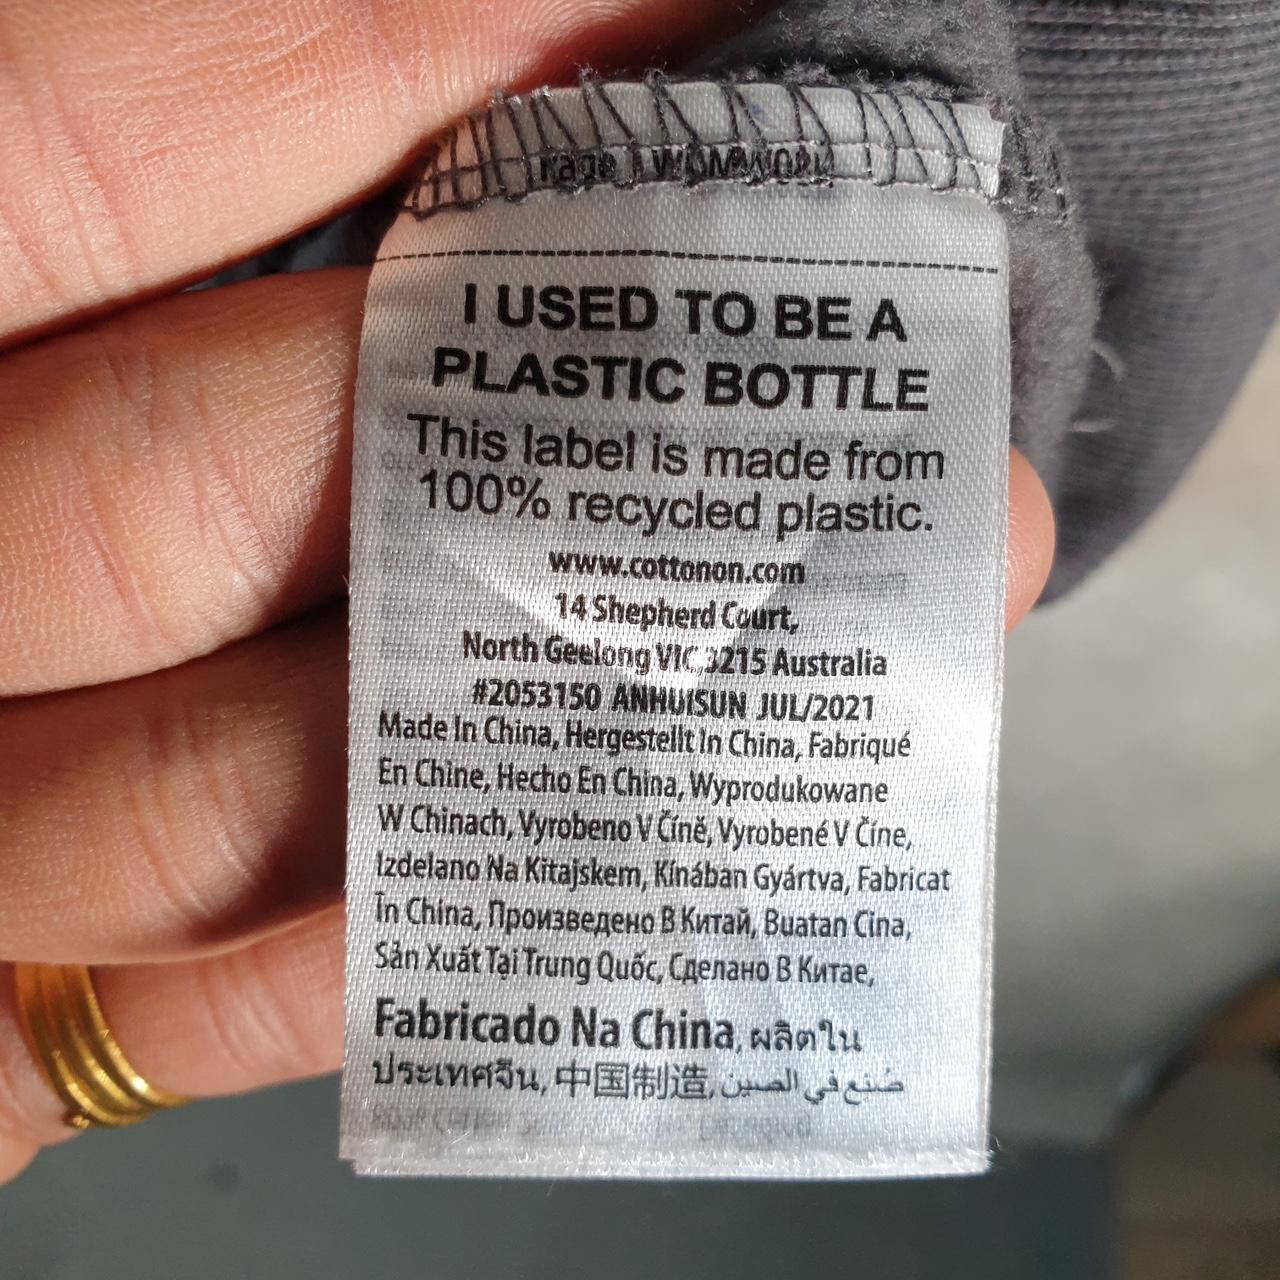 I USED TO BE A
PLASTIC BOTTLE
This label is made from
100% recycled plastic.
www.cottonon.com
14 Shepherd Court,
North Geelong VIC 3215 Australia
#2053150 ANHUISUN JUL/2021
Made In China, Hergestellt In China, Fabriqué
En Chine, Hecho En China, Wyprodukowane
W Chinach, Vyrobeno V Číně, Vyrobené V Číne,
Izdelano Na Kitajskem, Kínában Gyártva, Fabricat
În China, Произведено В Китай, Buatan Cina,
Sản Xuất Tại Trung Quốc, Сделано В Китае,
Fabricado Na China, ผลิตใน
ประเทศจีน, 中国制造, صُنع في الصين